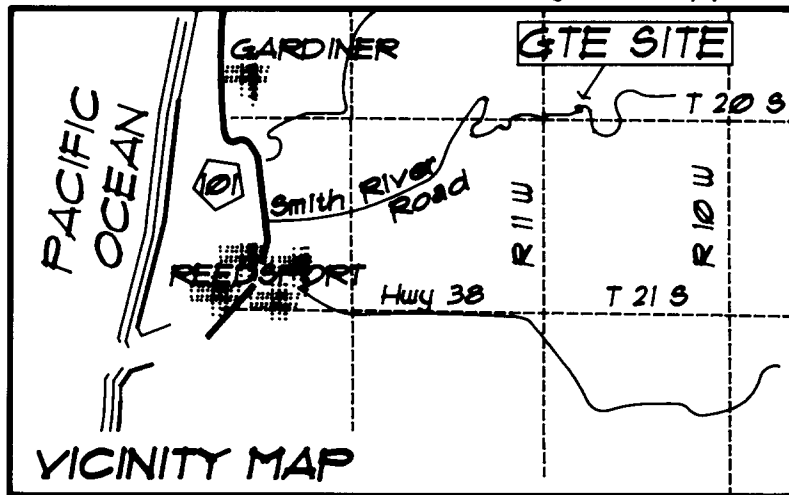 GARDINER
GTE SITE
T 20 S
PACIFIC
OCEAN
101
Smith River
Road
R 11 W
R 10 W
REEDSPORT
Hwy 38
T 21 S
VICINITY MAP